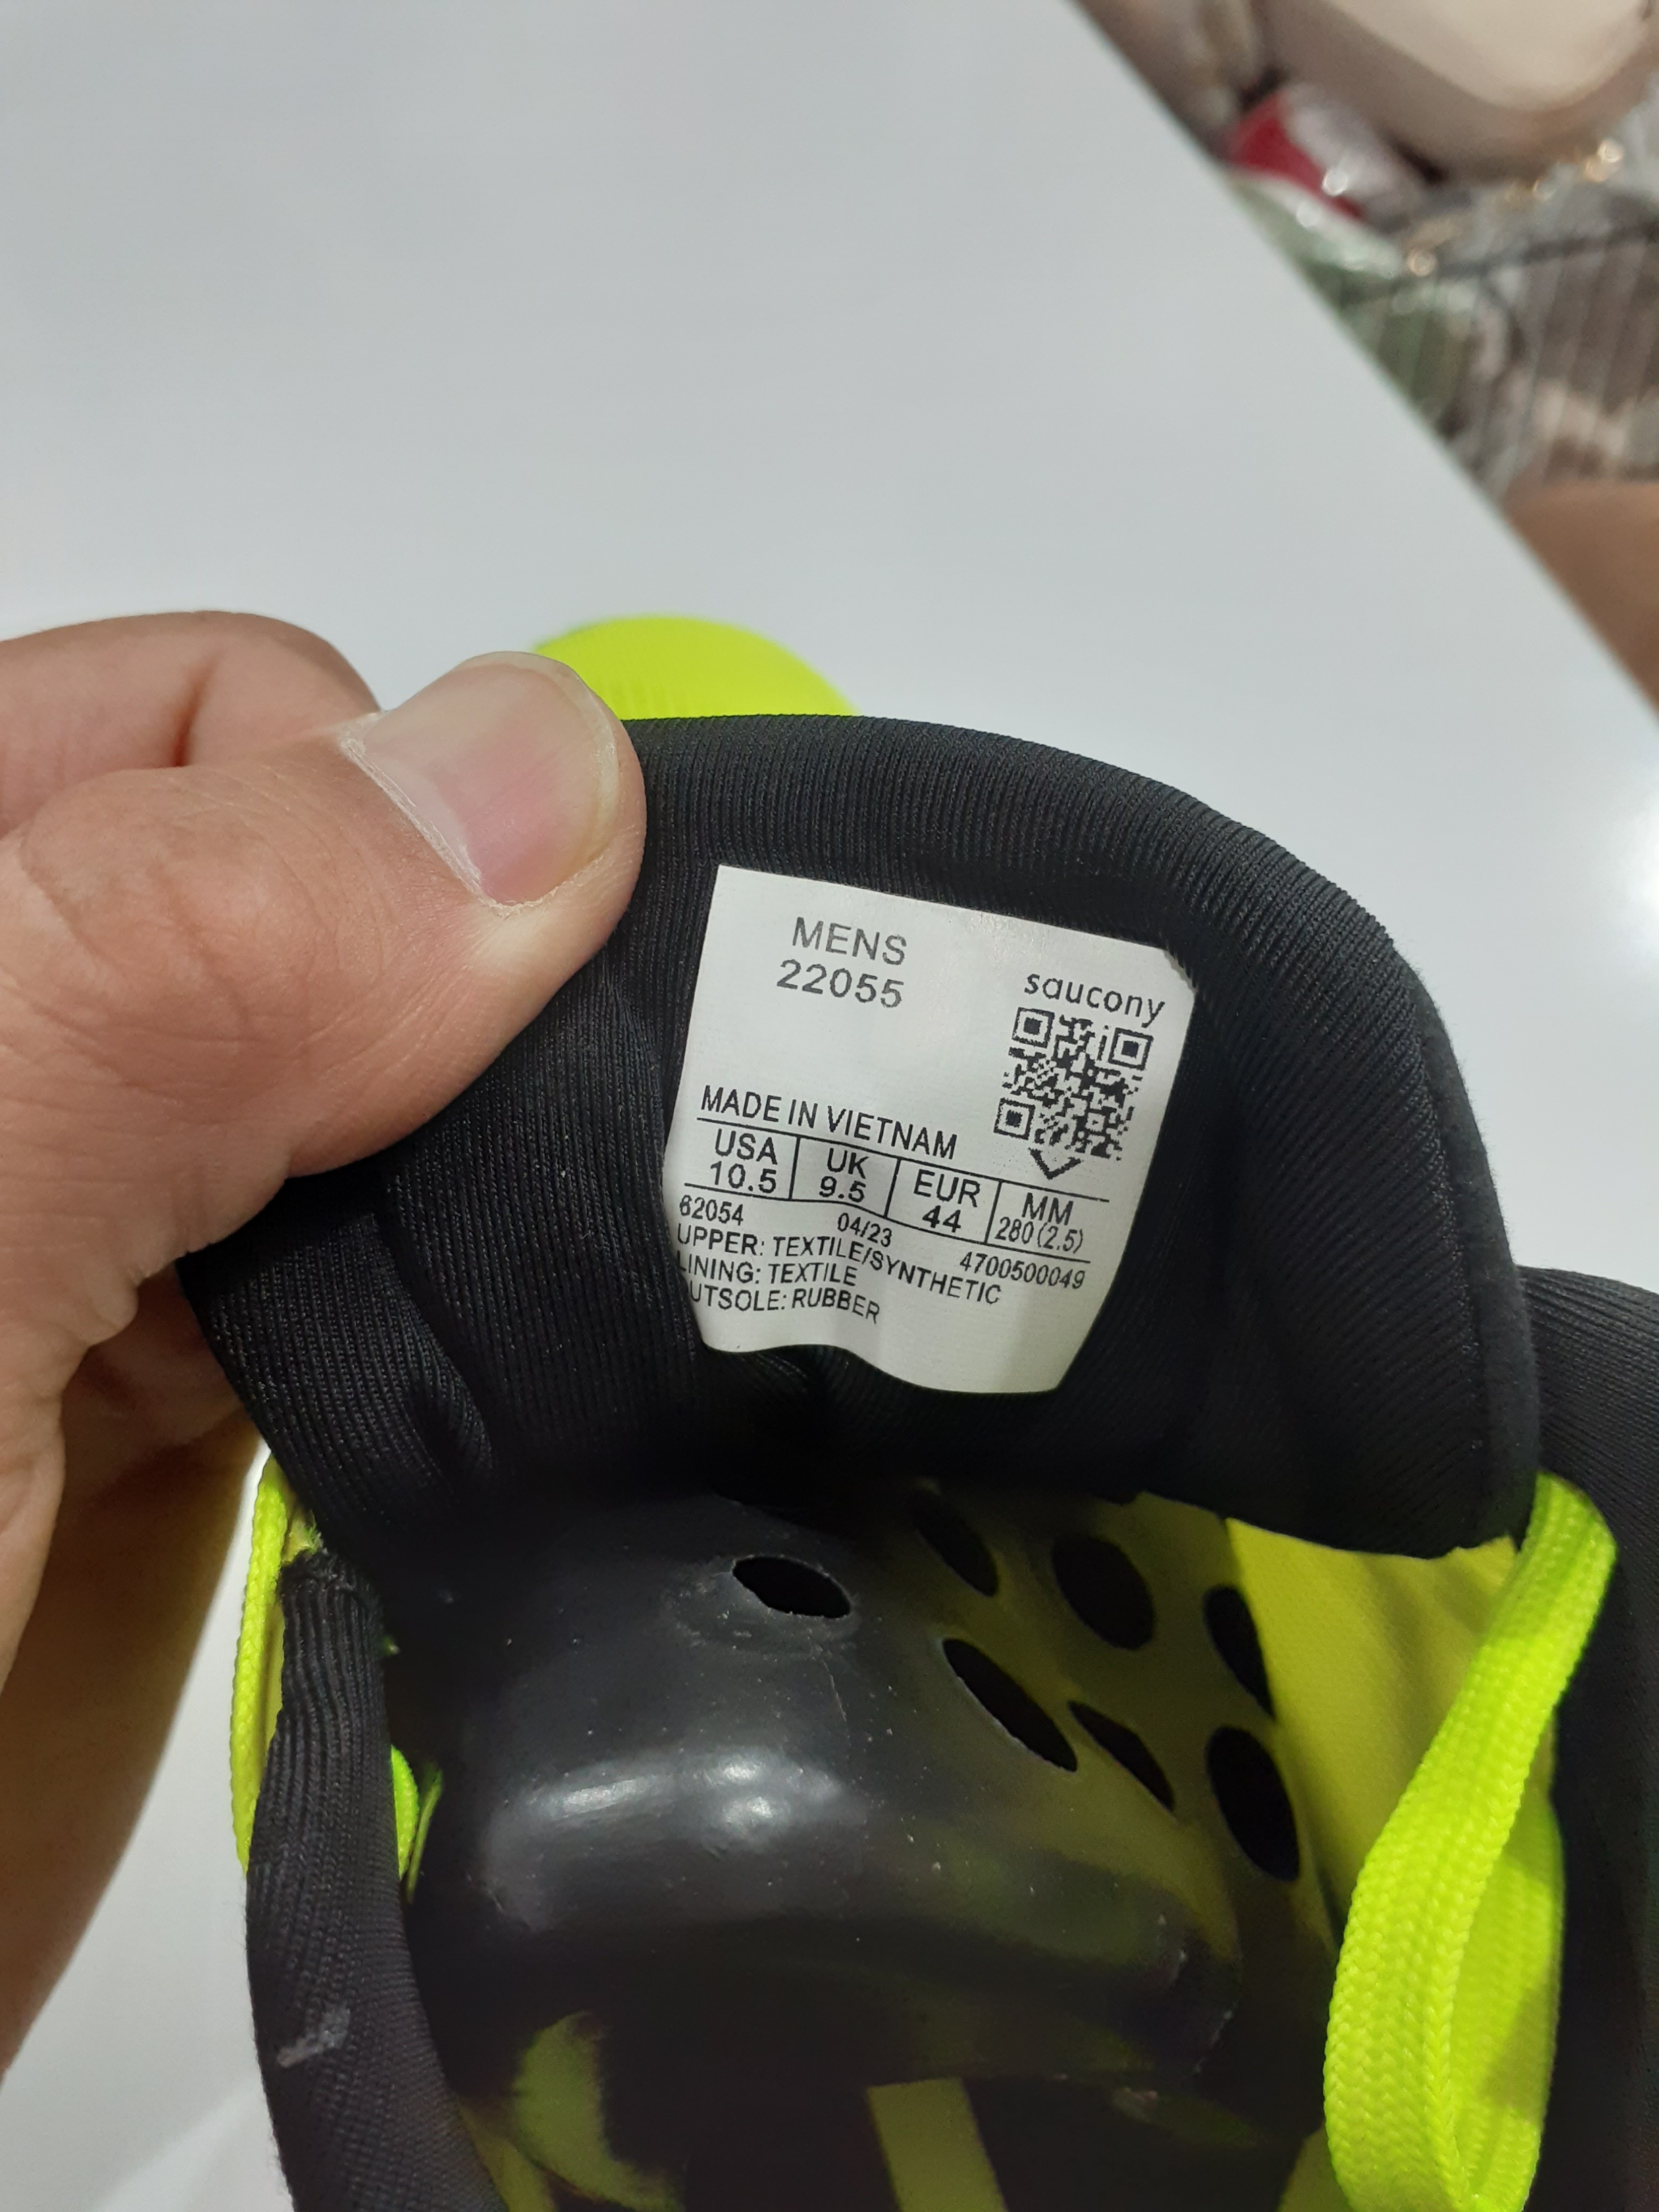 MENS
22055
saucony
MADE IN VIETNAM
USA UK EUR MM
10.5 9.5 44 280 (2.5)
62054 04/23 4700500049
UPPER: TEXTILE/SYNTHETIC
LINING: TEXTILE
UTSOLE: RUBBER